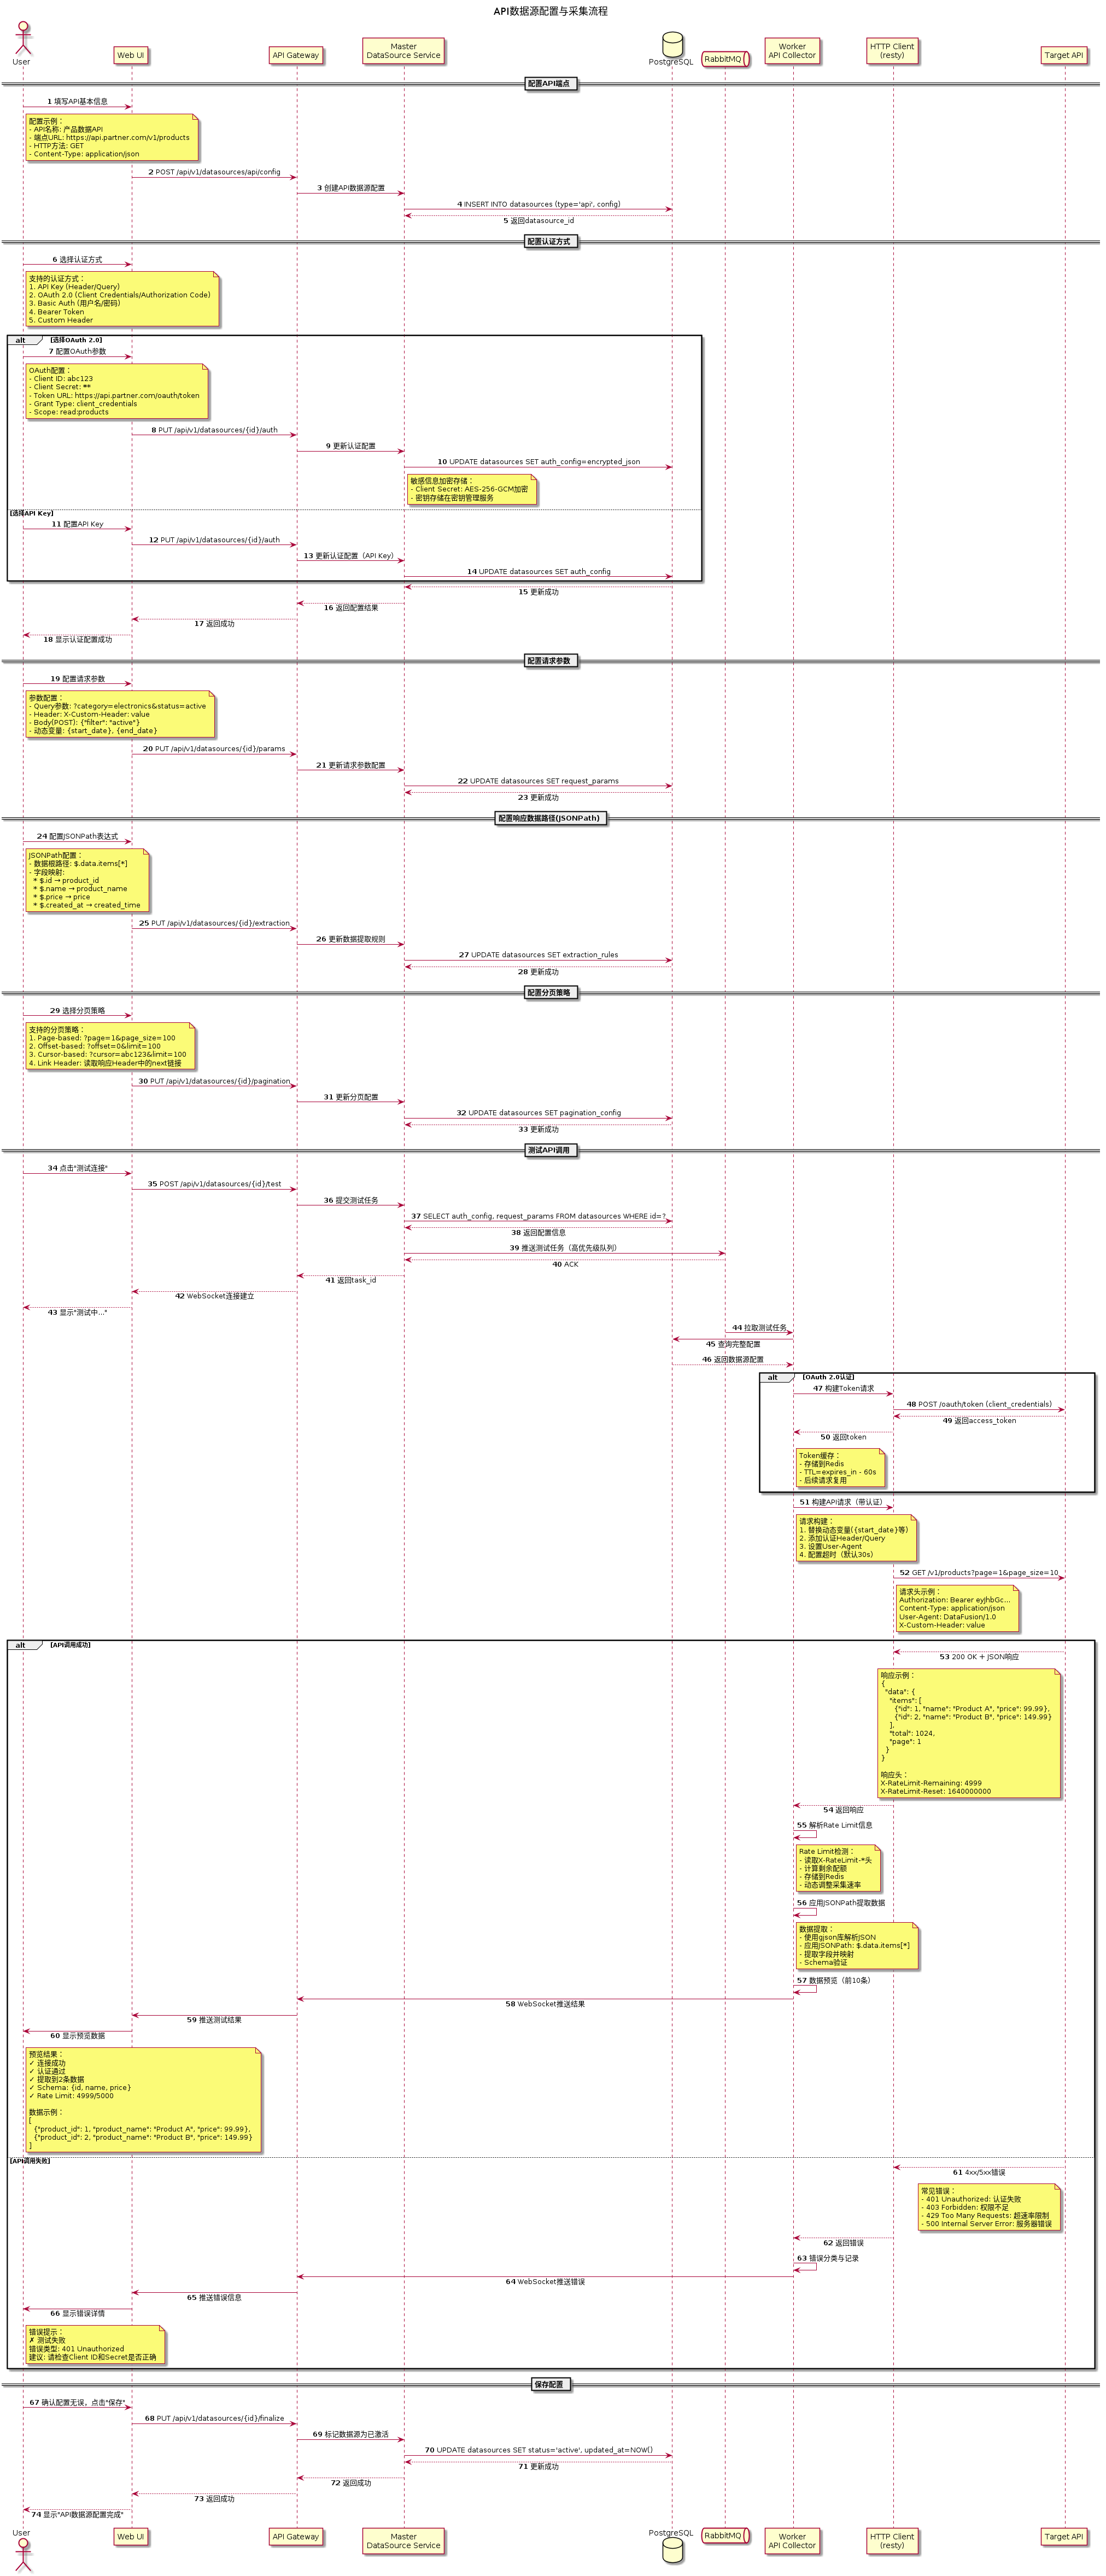 API数据源配置与采集流程
User
Web UI
API Gateway
Master
DataSource Service
PostgreSQL
RabbitMQ
Worker
API Collector
HTTP Client
(resty)
Target API
配置API端点
1 填写API基本信息
配置示例：
- API名称: 产品数据API
- 端点URL: https://api.partner.com/v1/products
- HTTP方法: GET
- Content-Type: application/json
2 POST /api/v1/datasources/api/config
3 创建API数据源配置
4 INSERT INTO datasources (type='api', config)
5 返回datasource_id
配置认证方式
6 选择认证方式
支持的认证方式：
1. API Key (Header/Query)
2. OAuth 2.0 (Client Credentials/Authorization Code)
3. Basic Auth (用户名/密码)
4. Bearer Token
5. Custom Header
alt [选择OAuth 2.0]
7 配置OAuth参数
OAuth配置：
- Client ID: abc123
- Client Secret: **
- Token URL: https://api.partner.com/oauth/token
- Grant Type: client_credentials
- Scope: read:products
8 PUT /api/v1/datasources/{id}/auth
9 更新认证配置
10 UPDATE datasources SET auth_config=encrypted_json
敏感信息加密存储：
- Client Secret: AES-256-GCM加密
- 密钥存储在密钥管理服务
[选择API Key]
11 配置API Key
12 PUT /api/v1/datasources/{id}/auth
13 更新认证配置（API Key）
14 UPDATE datasources SET auth_config
15 更新成功
16 返回配置结果
17 返回成功
18 显示认证配置成功
配置请求参数
19 配置请求参数
参数配置：
- Query参数: ?category=electronics&status=active
- Header: X-Custom-Header: value
- Body(POST): {"filter": "active"}
- 动态变量: {start_date}, {end_date}
20 PUT /api/v1/datasources/{id}/params
21 更新请求参数配置
22 UPDATE datasources SET request_params
23 更新成功
配置响应数据路径(JSONPath)
24 配置JSONPath表达式
JSONPath配置：
- 数据根路径: $.data.items[*]
- 字段映射:
* $.id → product_id
* $.name → product_name
* $.price → price
* $.created_at → created_time
25 PUT /api/v1/datasources/{id}/extraction
26 更新数据提取规则
27 UPDATE datasources SET extraction_rules
28 更新成功
配置分页策略
29 选择分页策略
支持的分页策略：
1. Page-based: ?page=1&page_size=100
2. Offset-based: ?offset=0&limit=100
3. Cursor-based: ?cursor=abc123&limit=100
4. Link Header: 读取响应Header中的next链接
30 PUT /api/v1/datasources/{id}/pagination
31 更新分页配置
32 UPDATE datasources SET pagination_config
33 更新成功
测试API调用
34 点击"测试连接"
35 POST /api/v1/datasources/{id}/test
36 提交测试任务
37 SELECT auth_config, request_params FROM datasources WHERE id=?
38 返回配置信息
39 推送测试任务（高优先级队列）
40 ACK
41 返回task_id
42 WebSocket连接建立
43 显示"测试中..."
44 拉取测试任务
45 查询完整配置
46 返回数据源配置
alt [OAuth 2.0认证]
47 构建Token请求
48 POST /oauth/token (client_credentials)
49 返回access_token
50 返回token
Token缓存：
- 存储到Redis
- TTL=expires_in - 60s
- 后续请求复用
51 构建API请求（带认证）
请求构建：
1. 替换动态变量({start_date}等)
2. 添加认证Header/Query
3. 设置User-Agent
4. 配置超时（默认30s）
52 GET /v1/products?page=1&page_size=10
请求头示例：
Authorization: Bearer eyJhbGc...
Content-Type: application/json
User-Agent: DataFusion/1.0
X-Custom-Header: value
alt [API调用成功]
53 200 OK + JSON响应
响应示例：
{
"data": {
"items": [
{"id": 1, "name": "Product A", "price": 99.99},
{"id": 2, "name": "Product B", "price": 149.99}
],
"total": 1024,
"page": 1
}
}
响应头：
X-RateLimit-Remaining: 4999
X-RateLimit-Reset: 1640000000
54 返回响应
55 解析Rate Limit信息
Rate Limit检测：
- 读取X-RateLimit-*头
- 计算剩余配额
- 存储到Redis
- 动态调整采集速率
56 应用JSONPath提取数据
数据提取：
- 使用gjson库解析JSON
- 应用JSONPath: $.data.items[*]
- 提取字段并映射
- Schema验证
57 数据预览（前10条）
58 WebSocket推送结果
59 推送测试结果
60 显示预览数据
预览结果：
✓ 连接成功
✓ 认证通过
✓ 提取到2条数据
✓ Schema: {id, name, price}
✓ Rate Limit: 4999/5000
数据示例：
[
{"product_id": 1, "product_name": "Product A", "price": 99.99},
{"product_id": 2, "product_name": "Product B", "price": 149.99}
]
[API调用失败]
61 4xx/5xx错误
常见错误：
- 401 Unauthorized: 认证失败
- 403 Forbidden: 权限不足
- 429 Too Many Requests: 超速率限制
- 500 Internal Server Error: 服务器错误
62 返回错误
63 错误分类与记录
64 WebSocket推送错误
65 推送错误信息
66 显示错误详情
错误提示：
✗ 测试失败
错误类型: 401 Unauthorized
建议: 请检查Client ID和Secret是否正确
保存配置
67 确认配置无误，点击"保存"
68 PUT /api/v1/datasources/{id}/finalize
69 标记数据源为已激活
70 UPDATE datasources SET status='active', updated_at=NOW()
71 更新成功
72 返回成功
73 返回成功
74 显示"API数据源配置完成"
User
Web UI
API Gateway
Master
DataSource Service
PostgreSQL
RabbitMQ
Worker
API Collector
HTTP Client
(resty)
Target API